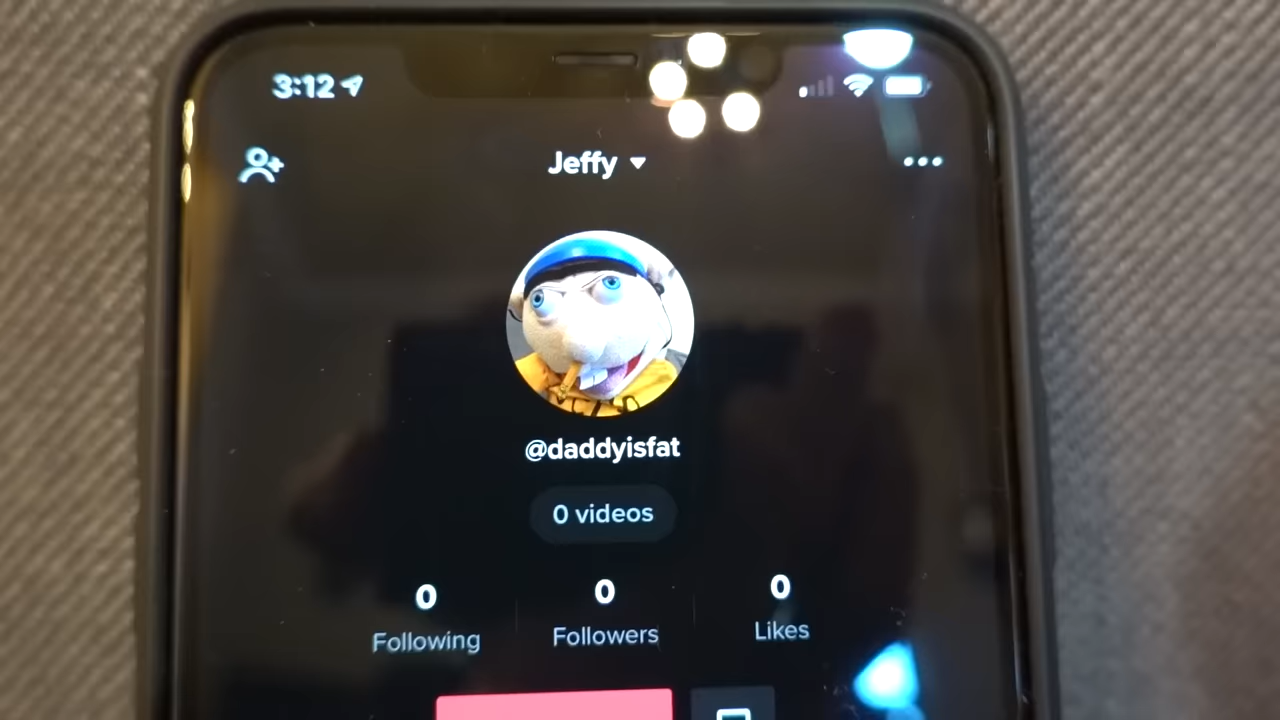 3:12
Jeffy
@daddyisfat
0 videos
0 0 0
Following Followers Likes